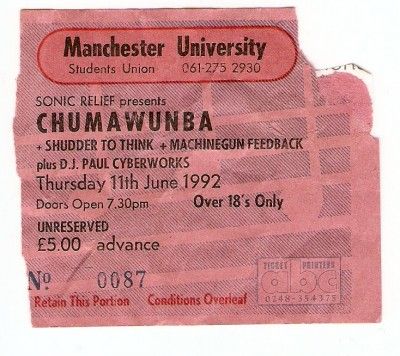 Manchester University
Students Union 061-275 2930
SONIC RELIEF presents
CHUMAWUNBA
+ SHUDDER TO THINK + MACHINEGUN FEEDBACK
plus D.J. PAUL CYBERWORKS
Thursday 11th June 1992
Doors Open 7.30pm Over 18's Only
UNRESERVED
£5.00 advance
TICKET PRINTERS
abc
0248-354375
No 0087
Retain This Portion Conditions Overleaf